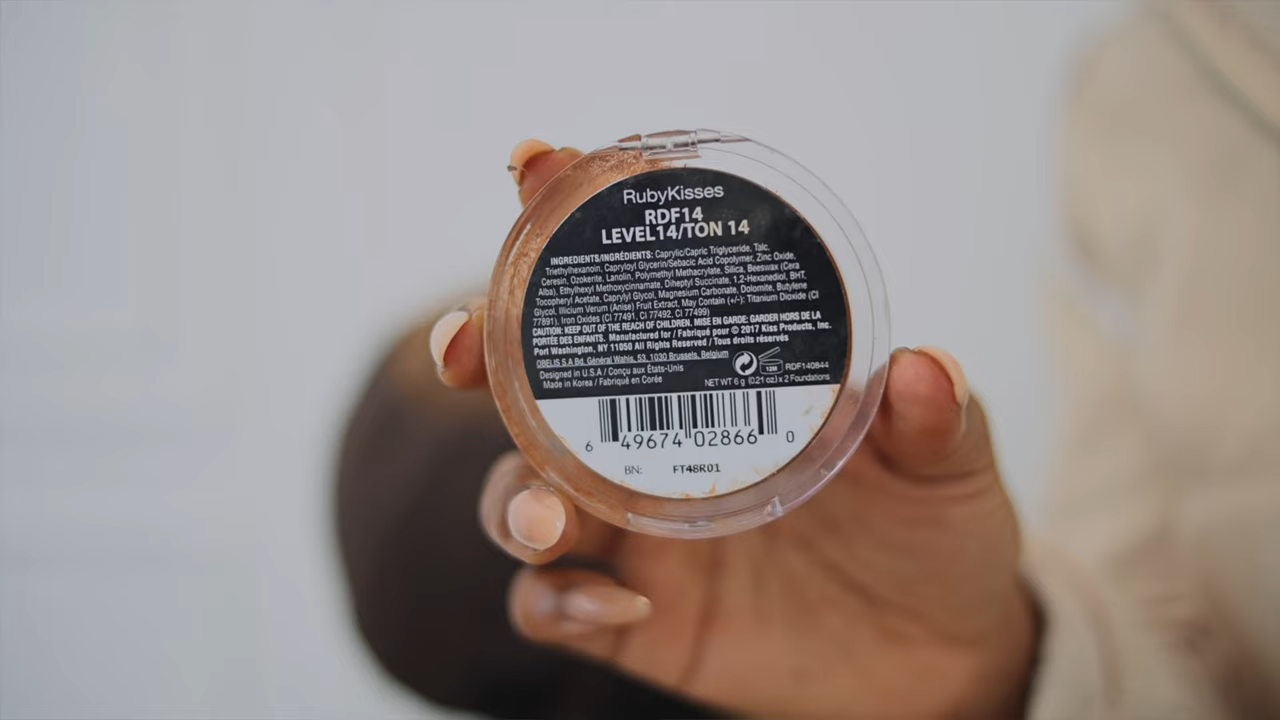 RubyKisses
RDF14
LEVEL14/TON 14
INGREDIENTS/INGRÉDIENTS: Caprylic/Capric Triglyceride, Talc,
Triethylhexanoin, Capryloyl Glycerin/Sebacic Acid Copolymer, Zinc Oxide,
Ceresin, Ozokerite, Lanolin, Polymethyl Methacrylate, Silica, Beeswax (Cera
Alba), Ethylhexyl Methoxycinnamate, Diheptyl Succinate, 1,2-Hexanediol, BHT,
Tocopheryl Acetate, Caprylyl Glycol, Magnesium Carbonate, Dolomite, Butylene
Glycol, Illicium Verum (Anise) Fruit Extract, May Contain (+/-): Titanium Dioxide (CI
77891), Iron Oxides (CI 77491, CI 77492, CI 77499)
CAUTION: KEEP OUT OF THE REACH OF CHILDREN. MISE EN GARDE: GARDER HORS DE LA
PORTÉE DES ENFANTS. Manufactured for / Fabriqué pour © 2017 Kiss Products, Inc.
Port Washington, NY 11050 All Rights Reserved / Tous droits réservés
OBELIS S.A Bd. Général Wahis, 53, 1030 Brussels, Belgium
Designed in U.S.A / Conçu aux États-Unis
Made in Korea / Fabriqué en Corée
12M
RDF140844
NET WT 6 g (0.21 oz) x 2 Foundations
6 49674 02866 0
BN: FT48R01